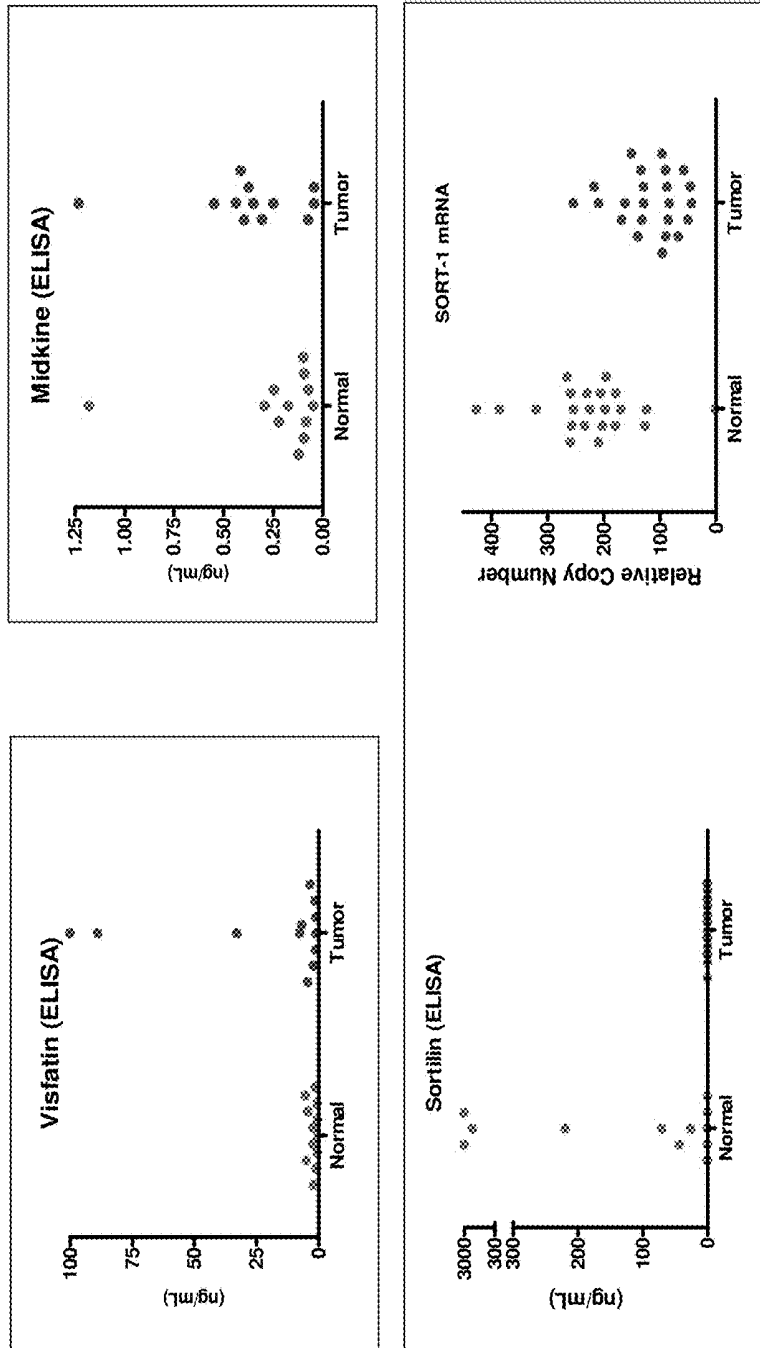 Visfatin (ELISA)
(ng/mL)
100
75
50
25
0
Normal
Tumor
Midkine (ELISA)
(ng/mL)
1.25
1.00
0.75
0.50
0.25
0.00
Normal
Tumor
Sortillin (ELISA)
(ng/mL)
3000
300
300
200
100
0
Normal
Tumor
SORT-1 mRNA
Relative Copy Number
400
300
200
100
0
Normal
Tumor